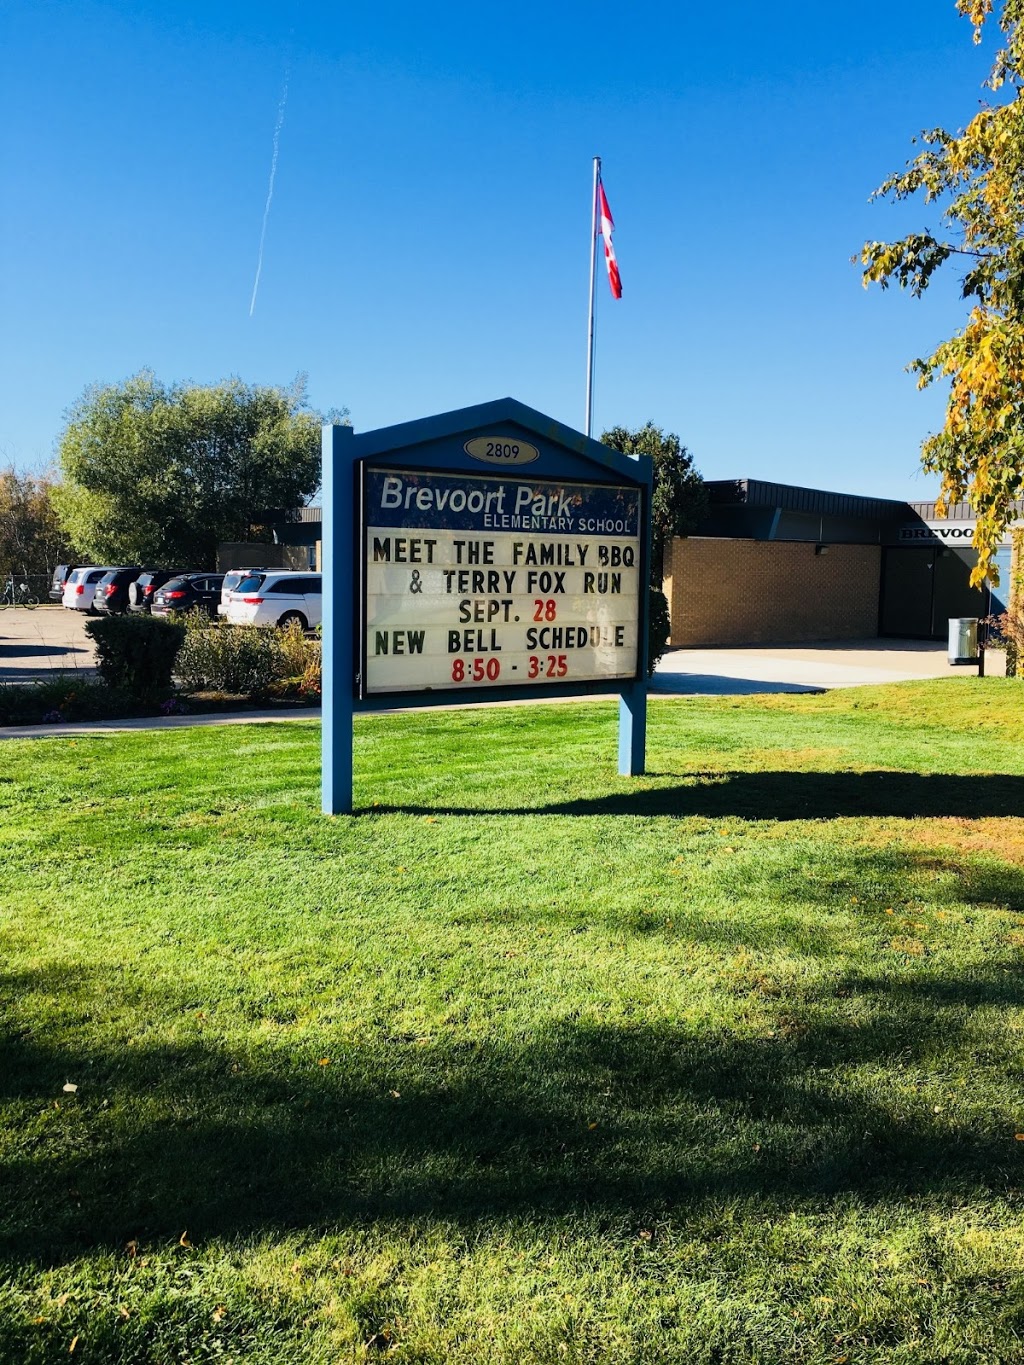 2809
Brevoort Park
ELEMENTARY SCHOOL
MEET THE FAMILY BBQ
& TERRY FOX RUN
SEPT. 28
NEW BELL SCHEDULE
8:50 - 3:25